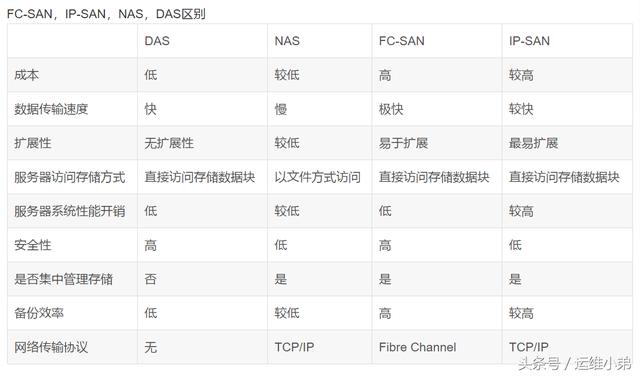 FC-SAN，IP-SAN，NAS，DAS区别
DAS NAS FC-SAN IP-SAN
成本 低 较低 高 较高
数据传输速度 快 慢 极快 较快
扩展性 无扩展性 较低 易于扩展 最易扩展
服务器访问存储方式 直接访问存储数据块 以文件方式访问 直接访问存储数据块 直接访问存储数据块
服务器系统性能开销 低 较低 低 较高
安全性 高 低 高 低
是否集中管理存储 否 是 是 是
备份效率 低 较低 高 较高
网络传输协议 无 TCP/IP Fibre Channel TCP/IP
头条号／运维小弟